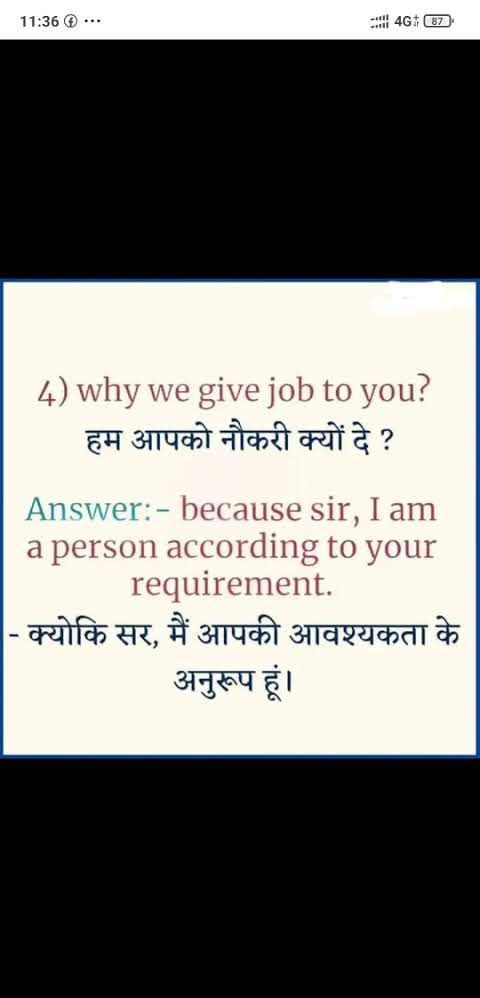 11:36 ···
4G 87
4) why we give job to you?
हम आपको नौकरी क्यों दे ?
Answer:- because sir, I am
a person according to your
requirement.
- क्योकि सर, मैं आपकी आवश्यकता के
अनुरूप हूं।